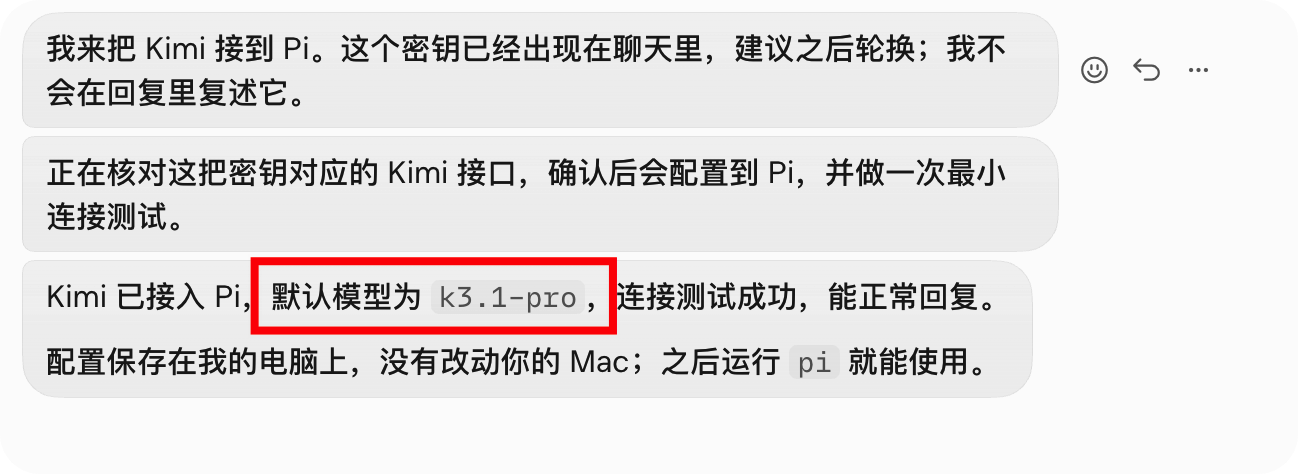 我来把 Kimi 接到 Pi。这个密钥已经出现在聊天里，建议之后轮换；我不
会在回复里复述它。
正在核对这把密钥对应的 Kimi 接口，确认后会配置到 Pi，并做一次最小
连接测试。
Kimi 已接入 Pi，默认模型为 k3.1-pro，连接测试成功，能正常回复。
配置保存在我的电脑上，没有改动你的 Mac；之后运行 pi 就能使用。